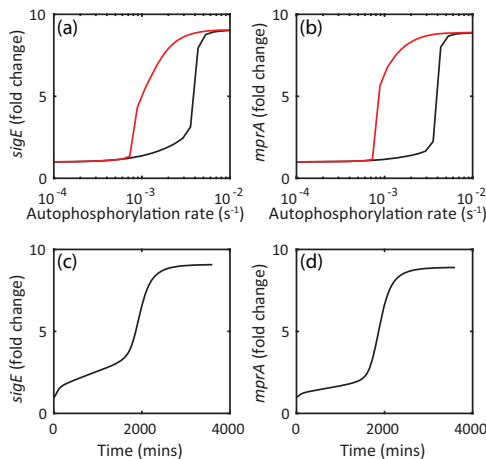 (a) (b)
10 10
sigE (fold change) mprA (fold change)
5 5
0 0
10^-4 10^-3 10^-2 10^-4 10^-3 10^-2
Autophosphorylation rate (s^-1) Autophosphorylation rate (s^-1)
(c) (d)
10 10
sigE (fold change) mprA (fold change)
5 5
0 0
0 2000 4000 0 2000 4000
Time (mins) Time (mins)